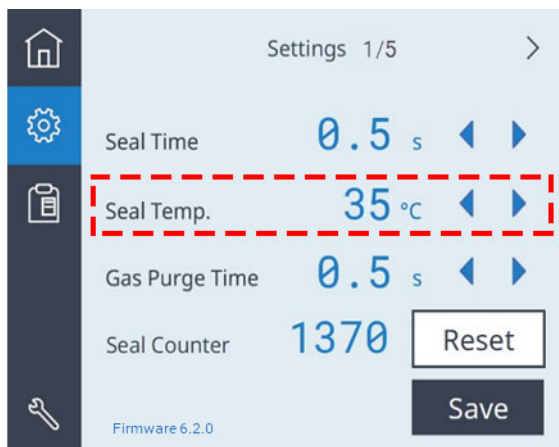 Settings 1/5
Seal Time 0.5 s
Seal Temp. 35 °C
Gas Purge Time 0.5 s
Seal Counter 1370 Reset
Save
Firmware 6.2.0